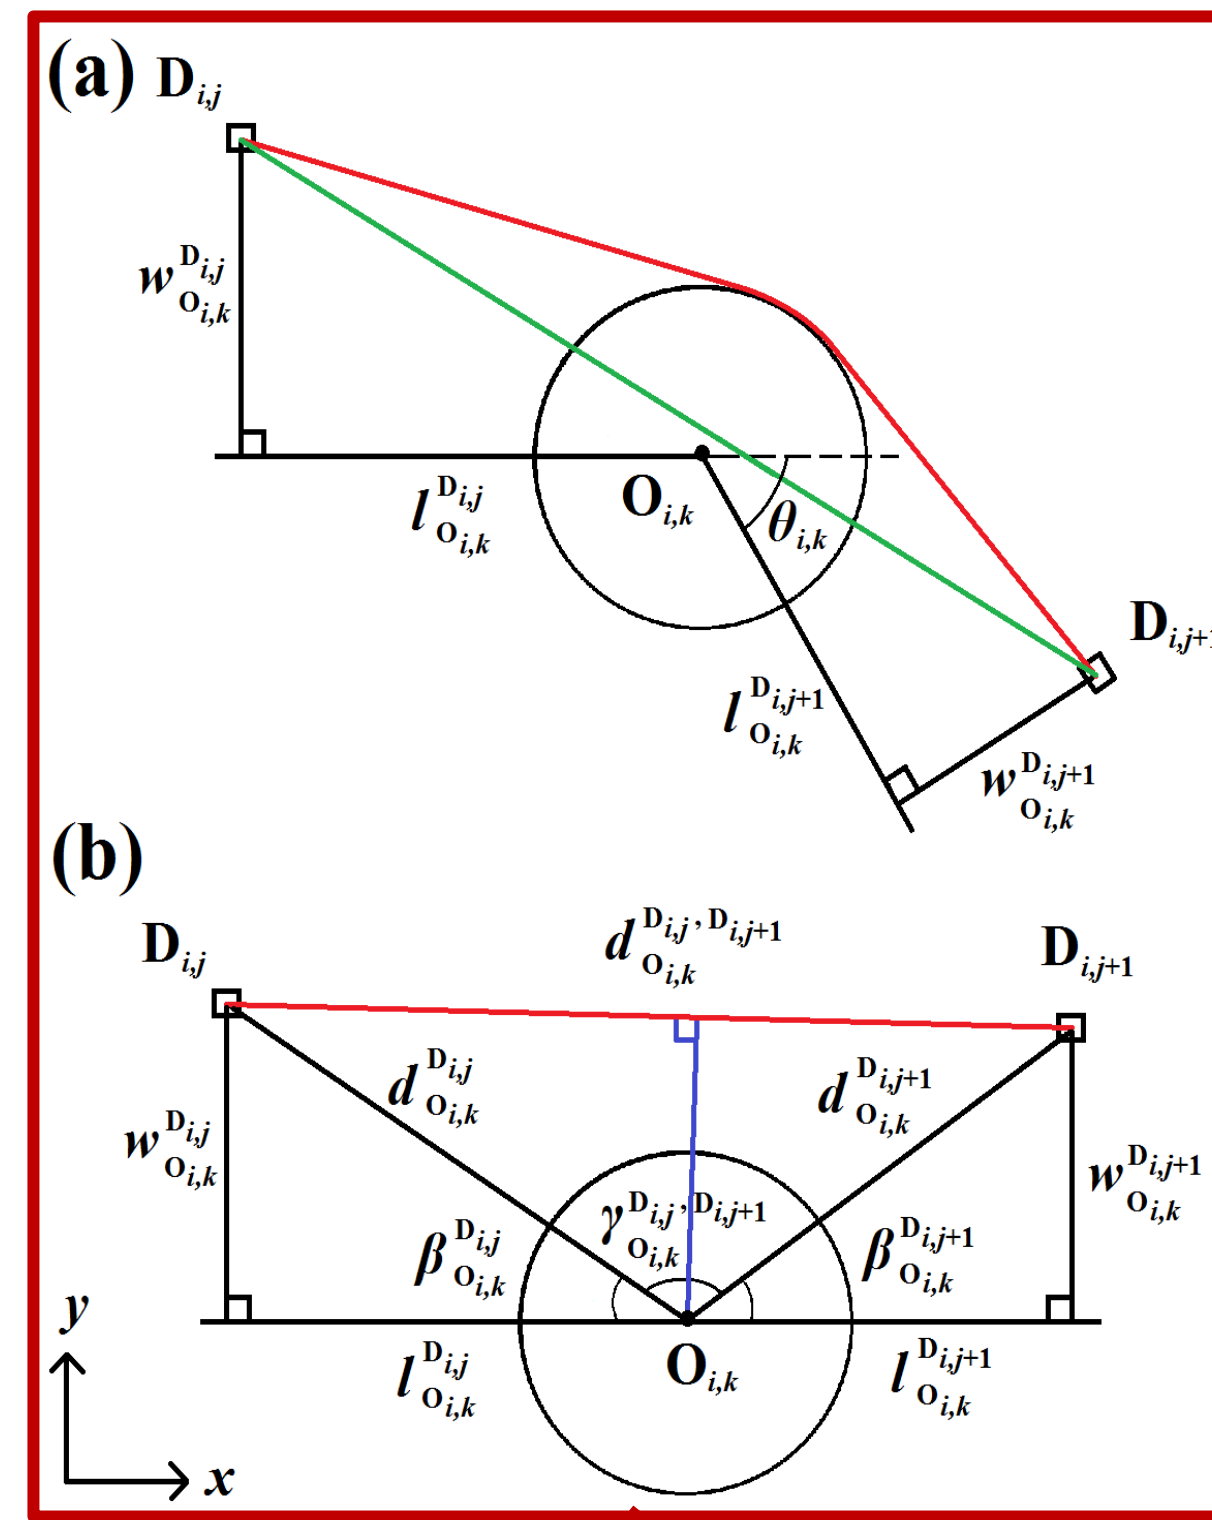 (a) D_{i,j}
w^{D_{i,j}}_{O_{i,k}}
l^{D_{i,j}}_{O_{i,k}}
O_{i,k}
θ_{i,k}
D_{i,j+1}
l^{D_{i,j+1}}_{O_{i,k}}
w^{D_{i,j+1}}_{O_{i,k}}
(b)
D_{i,j}
d^{D_{i,j}, D_{i,j+1}}_{O_{i,k}}
D_{i,j+1}
d^{D_{i,j}}_{O_{i,k}}
d^{D_{i,j+1}}_{O_{i,k}}
w^{D_{i,j}}_{O_{i,k}}
w^{D_{i,j+1}}_{O_{i,k}}
β^{D_{i,j}}_{O_{i,k}}
γ^{D_{i,j}, D_{i,j+1}}_{O_{i,k}}
β^{D_{i,j+1}}_{O_{i,k}}
y
l^{D_{i,j}}_{O_{i,k}}
O_{i,k}
l^{D_{i,j+1}}_{O_{i,k}}
x